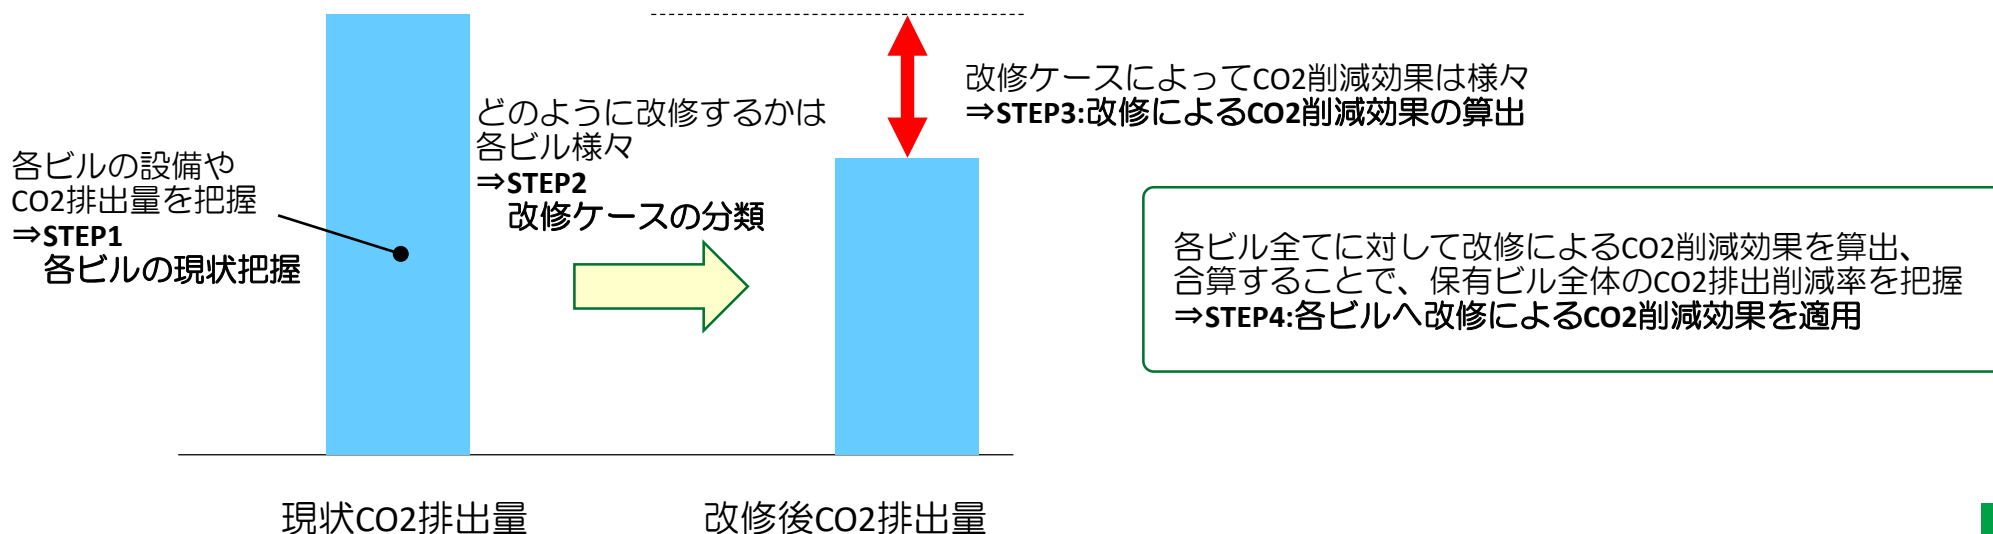 各ビルの設備や
CO2排出量を把握
⇒STEP1
各ビルの現状把握
どのように改修するかは
各ビル様々
⇒STEP2
改修ケースの分類
改修ケースによってCO2削減効果は様々
⇒STEP3:改修によるCO2削減効果の算出
各ビル全てに対して改修によるCO2削減効果を算出、
合算することで、保有ビル全体のCO2排出削減率を把握
⇒STEP4:各ビルへ改修によるCO2削減効果を適用
現状CO2排出量
改修後CO2排出量